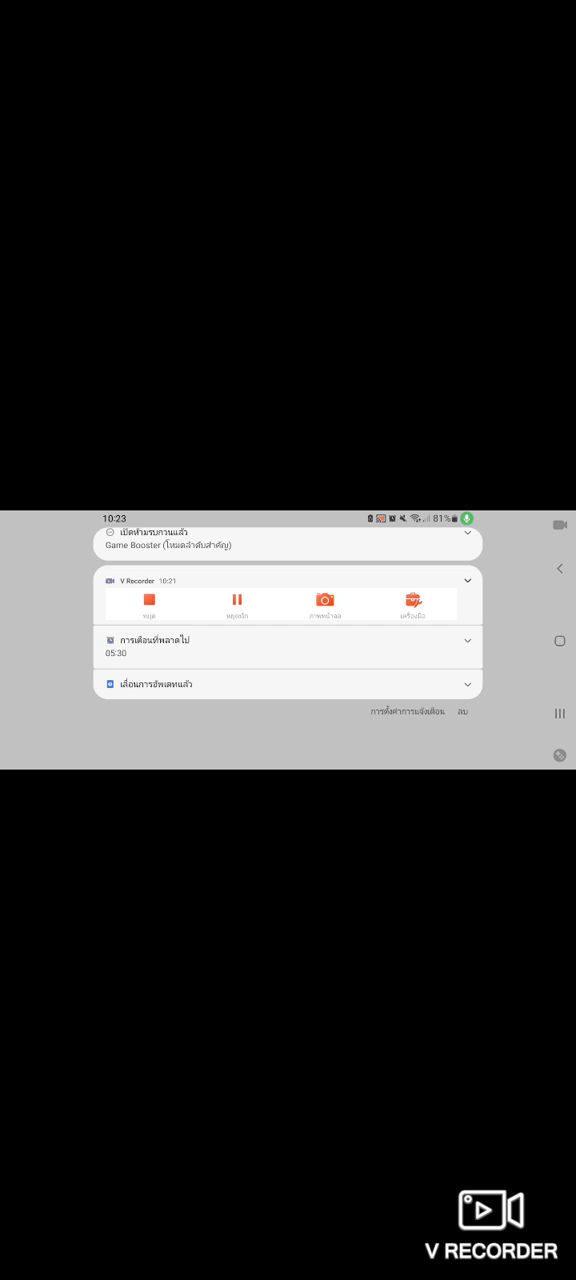 10:23
81%
เปิดห้ามรบกวนแล้ว
Game Booster (โหมดลำดับสำคัญ)
V Recorder 10:21
หยุด
หยุดพัก
ภาพหน้าจอ
เครื่องมือ
การเตือนที่พลาดไป
05:30
เลื่อนการอัพเดทแล้ว
การตั้งค่าการแจ้งเตือน ลบ
V RECORDER